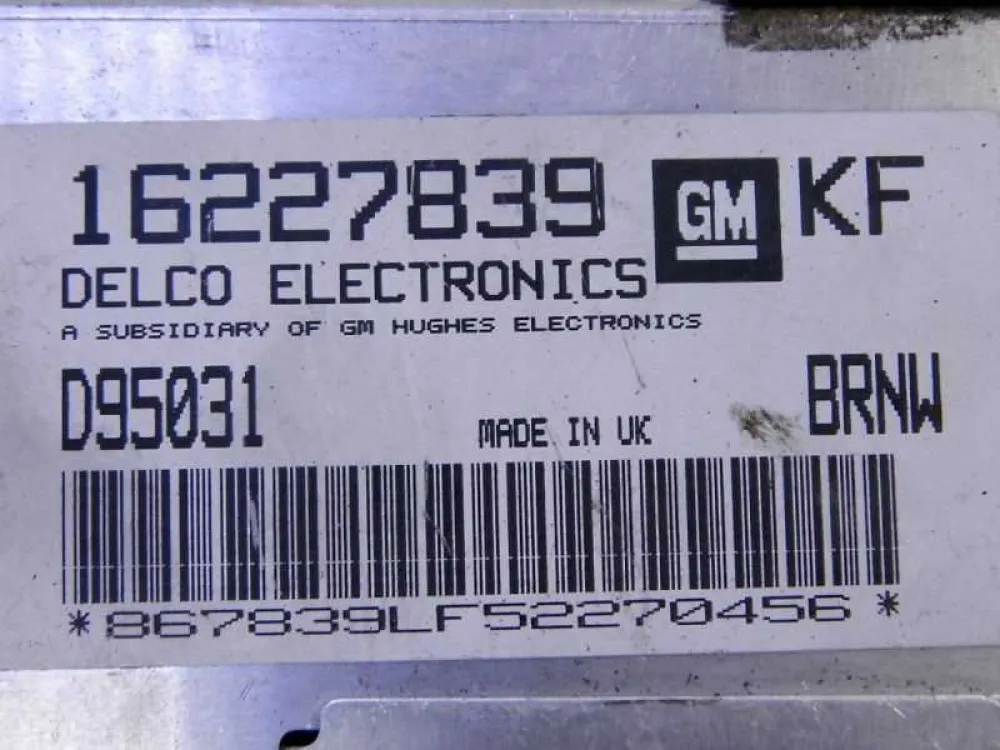 16227839 GM KF
DELCO ELECTRONICS
A SUBSIDIARY OF GM HUGHES ELECTRONICS
D95031 MADE IN UK BRNW
*867839LF52270456*